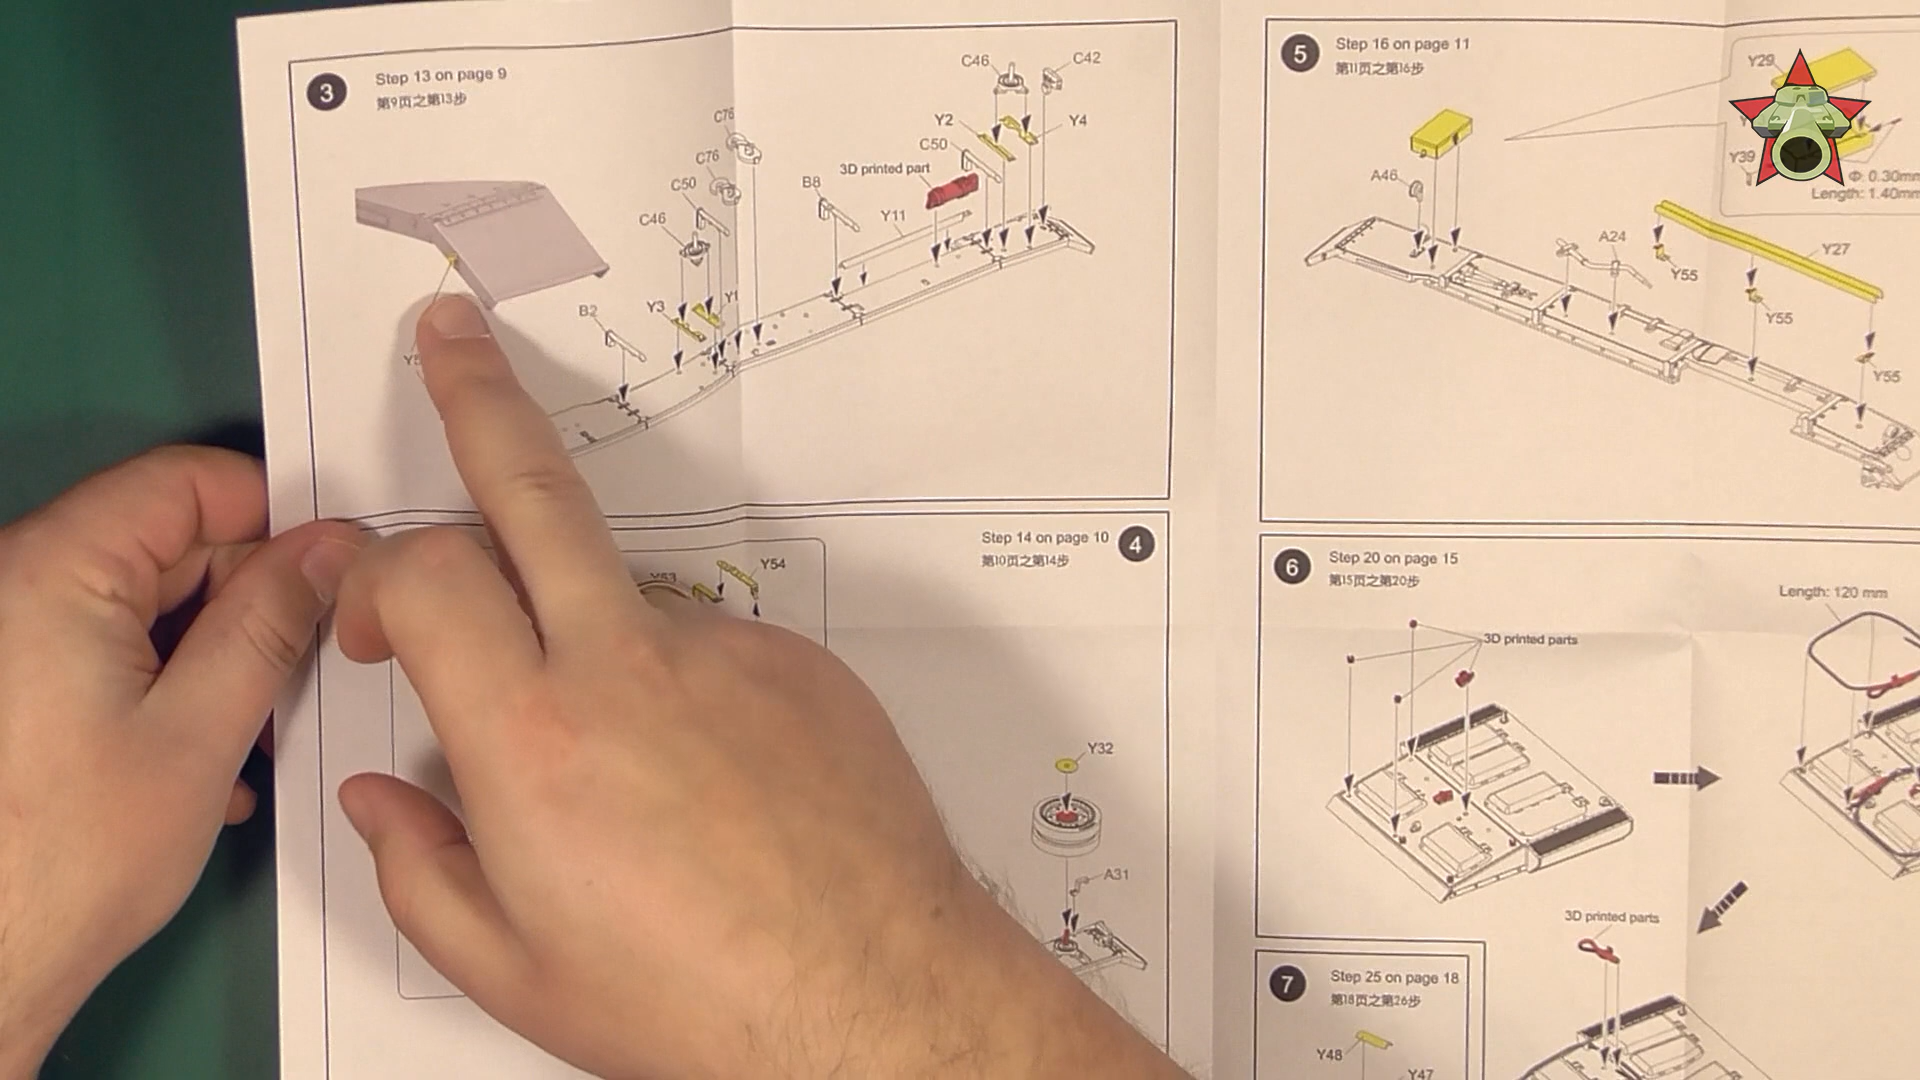 3
Step 13 on page 9
第9页之第13步
C46
C42
C76
Y2
Y4
C50
C76
3D printed part
C50
B8
Y11
C46
Y3
B2
5
Step 16 on page 11
第11页之第16步
Y29
Y39
A46
Φ: 0.30mm
Length: 1.40mm
A24
Y27
Y55
Y55
Y55
Step 14 on page 10
第10页之第14步
4
Y53
Y54
Y32
A31
6
Step 20 on page 15
第15页之第20步
Length: 120 mm
3D printed parts
3D printed parts
7
Step 25 on page 18
第18页之第26步
Y48
Y47